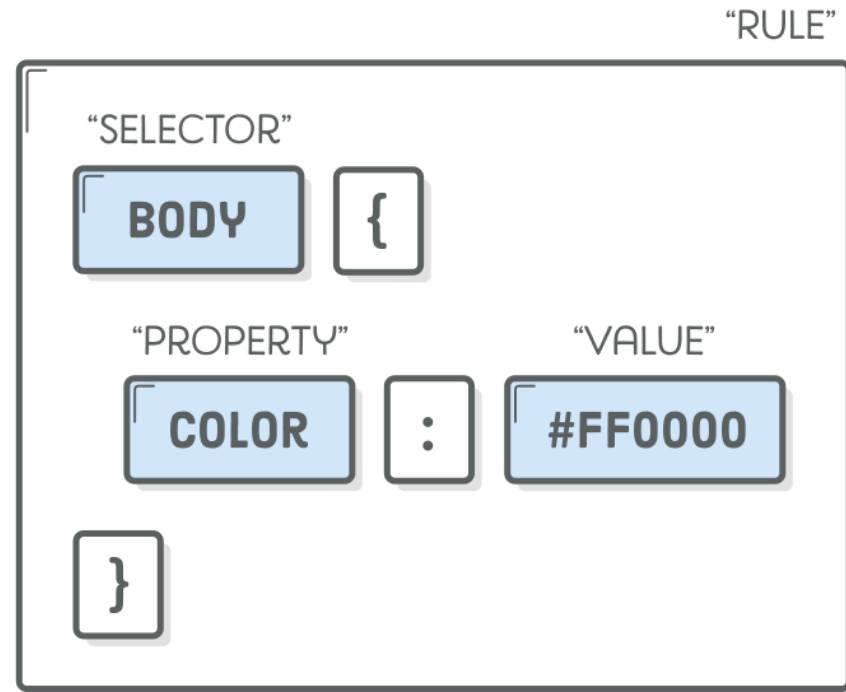 “RULE”
“SELECTOR”
BODY {
“PROPERTY” “VALUE”
COLOR : #FF0000
}